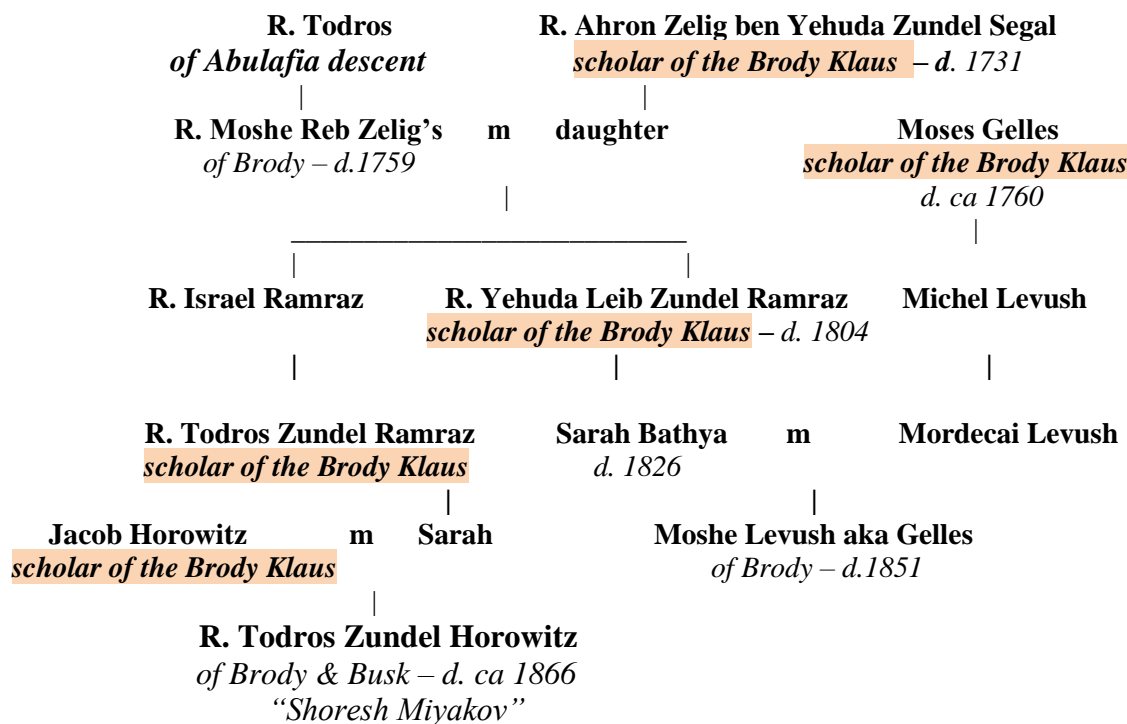 R. Todros R. Ahron Zelig ben Yehuda Zundel Segal
of Abulafia descent scholar of the Brody Klaus – d. 1731
R. Moshe Reb Zelig's m daughter Moses Gelles
of Brody – d.1759 scholar of the Brody Klaus
d. ca 1760
R. Israel Ramraz R. Yehuda Leib Zundel Ramraz Michel Levush
scholar of the Brody Klaus – d. 1804
R. Todros Zundel Ramraz Sarah Bathya m Mordecai Levush
scholar of the Brody Klaus d. 1826
Jacob Horowitz m Sarah Moshe Levush aka Gelles
scholar of the Brody Klaus of Brody – d.1851
R. Todros Zundel Horowitz
of Brody & Busk – d. ca 1866
“Shoresh Miyakov”